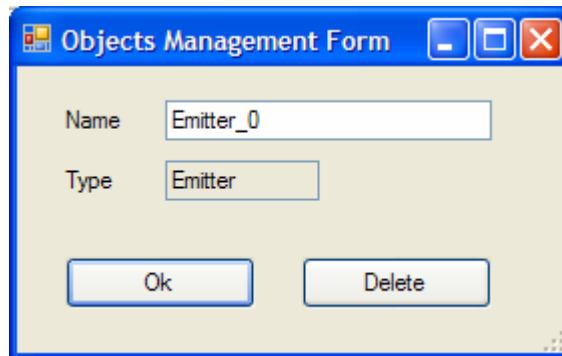 Objects Management Form
Name Emitter_0
Type Emitter
Ok Delete